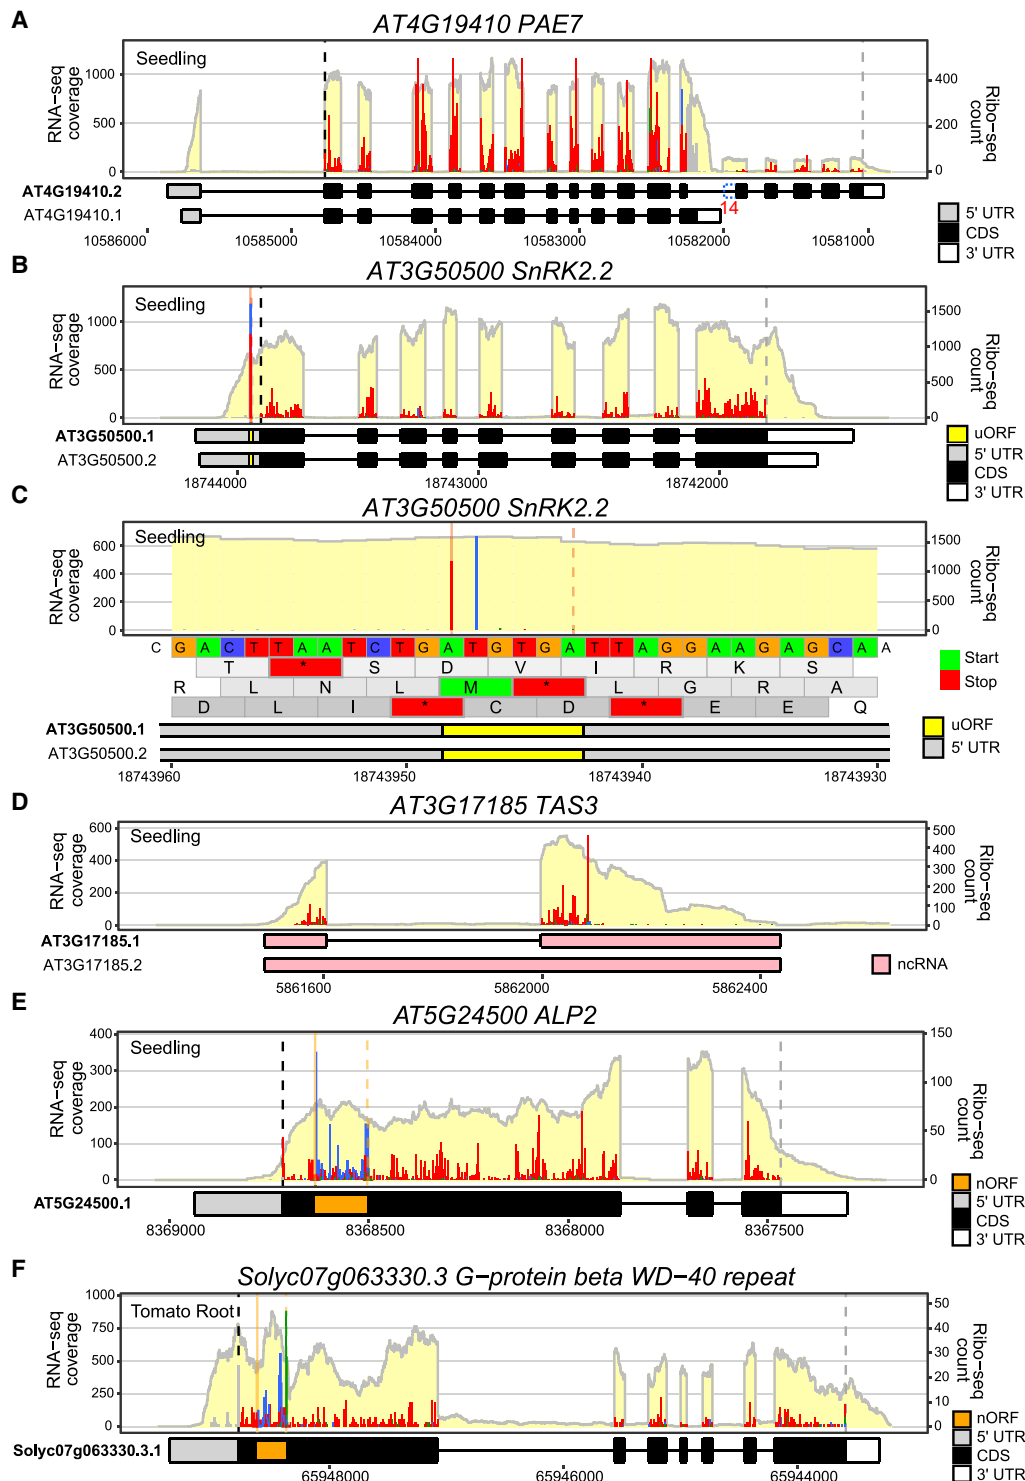 A
AT4G19410 PAE7
Seedling
RNA−seq coverage
1000
500
0
Ribo−seq count
400
200
0
AT4G19410.2
AT4G19410.1
14
10586000 10585000 10584000 10583000 10582000 10581000
5' UTR
CDS
3' UTR
B
AT3G50500 SnRK2.2
Seedling
RNA−seq coverage
1000
500
0
Ribo−seq count
1500
1000
500
0
AT3G50500.1
AT3G50500.2
18744000 18743000 18742000
uORF
5' UTR
CDS
3' UTR
C
AT3G50500 SnRK2.2
Seedling
RNA−seq coverage
600
400
200
0
Ribo−seq count
1500
1000
500
0
C G A C T T A A T C T G A T G T G A T T A G G A A G A G C A A
T * S D V I R K S
R L N L M * L G R A
D L I * C D * E E Q
Start
Stop
AT3G50500.1
AT3G50500.2
18743960 18743950 18743940 18743930
uORF
5' UTR
D
AT3G17185 TAS3
Seedling
RNA−seq coverage
600
400
200
0
Ribo−seq count
500
400
300
200
100
0
AT3G17185.1
AT3G17185.2
5861600 5862000 5862400
ncRNA
E
AT5G24500 ALP2
Seedling
RNA−seq coverage
400
300
200
100
0
Ribo−seq count
150
100
50
0
AT5G24500.1
8369000 8368500 8368000 8367500
nORF
5' UTR
CDS
3' UTR
F
Solyc07g063330.3 G−protein beta WD−40 repeat
Tomato Root
RNA−seq coverage
1000
750
500
250
0
Ribo−seq count
50
40
30
20
10
0
Solyc07g063330.3.1
65948000 65946000 65944000
nORF
5' UTR
CDS
3' UTR